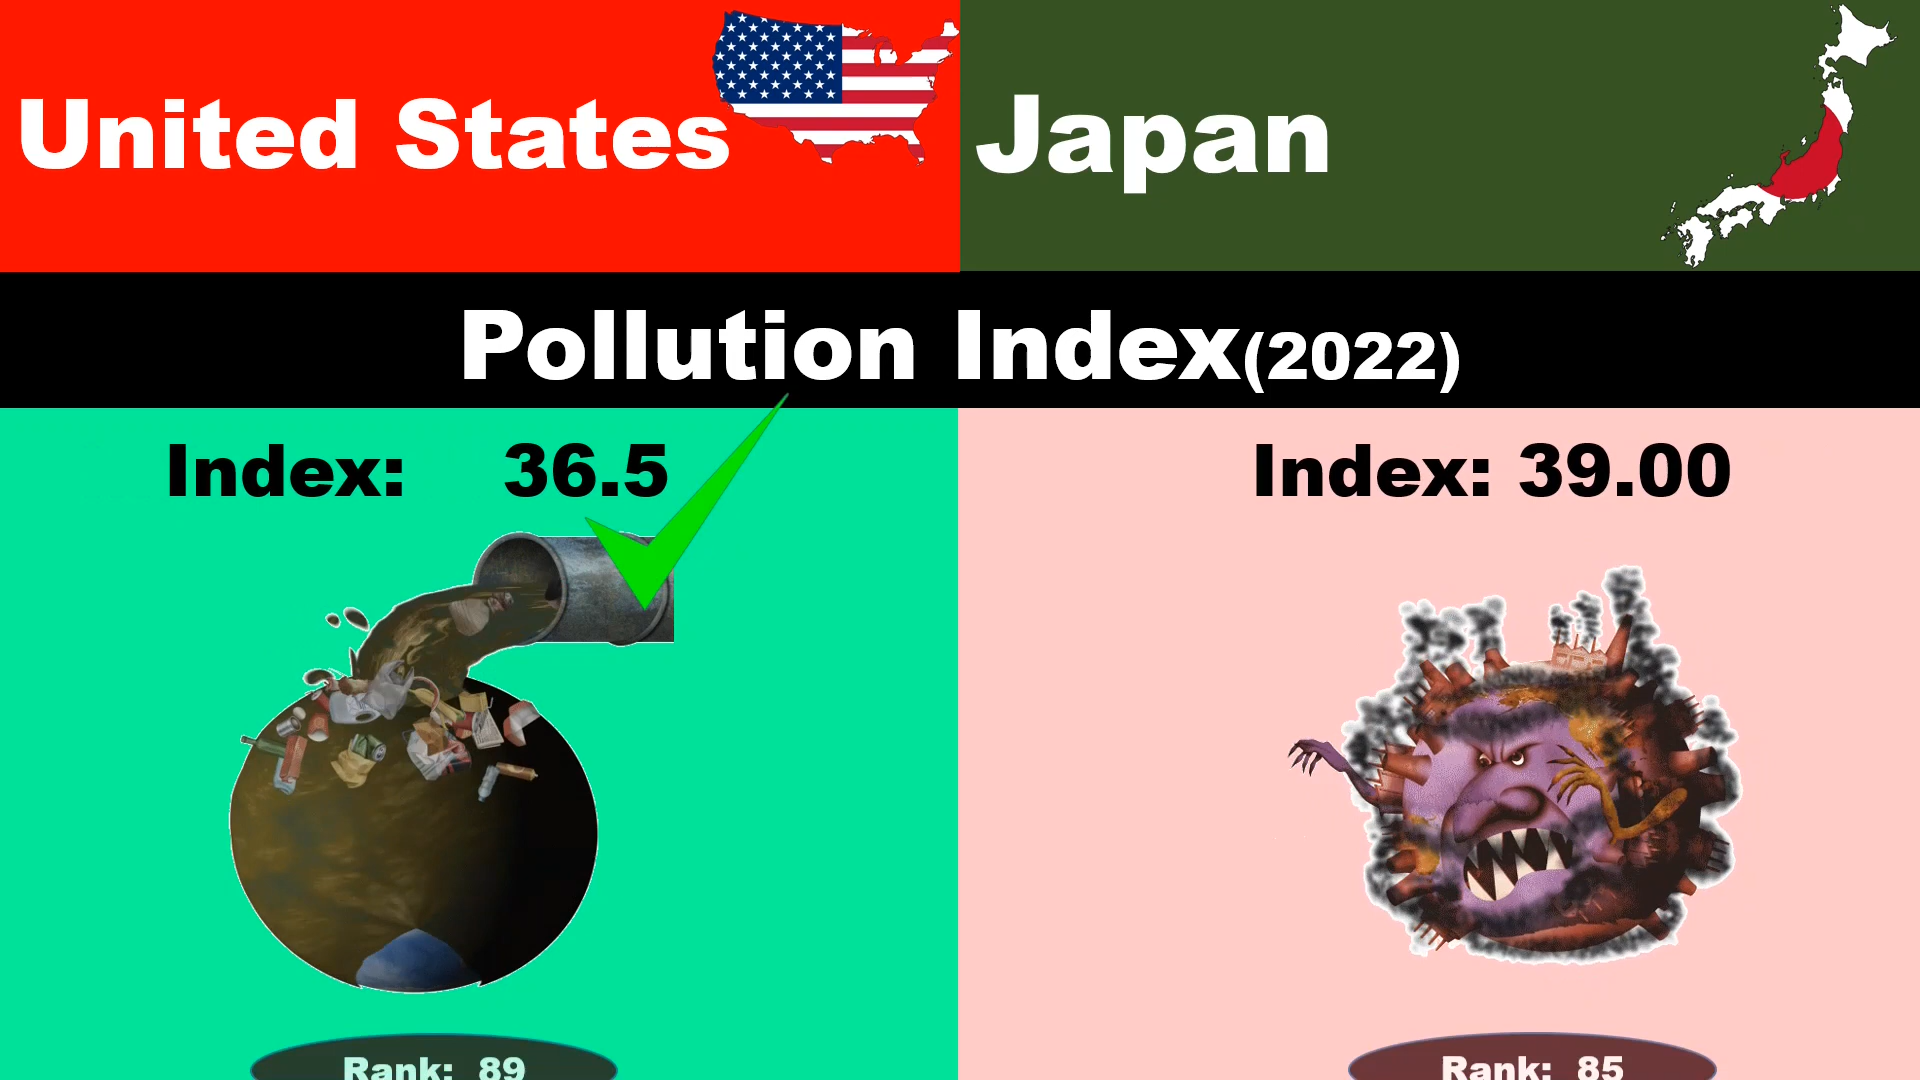 United States
Japan
Pollution Index(2022)
Index: 36.5
Index: 39.00
Rank: 89
Rank: 85